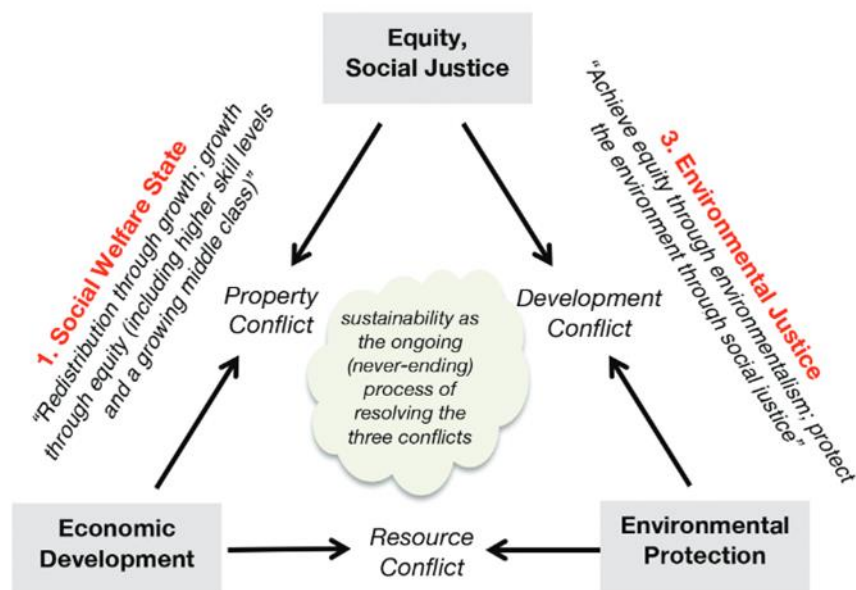 Equity,
Social Justice
1. Social Welfare State
“Redistribution through growth; growth
through equity (including higher skill levels
and a growing middle class)”
3. Environmental Justice
“Achieve equity through environmentalism; protect
the environment through social justice”
Property
Conflict
sustainability as
the ongoing
(never-ending)
process of
resolving the
three conflicts
Development
Conflict
Economic
Development
Resource
Conflict
Environmental
Protection